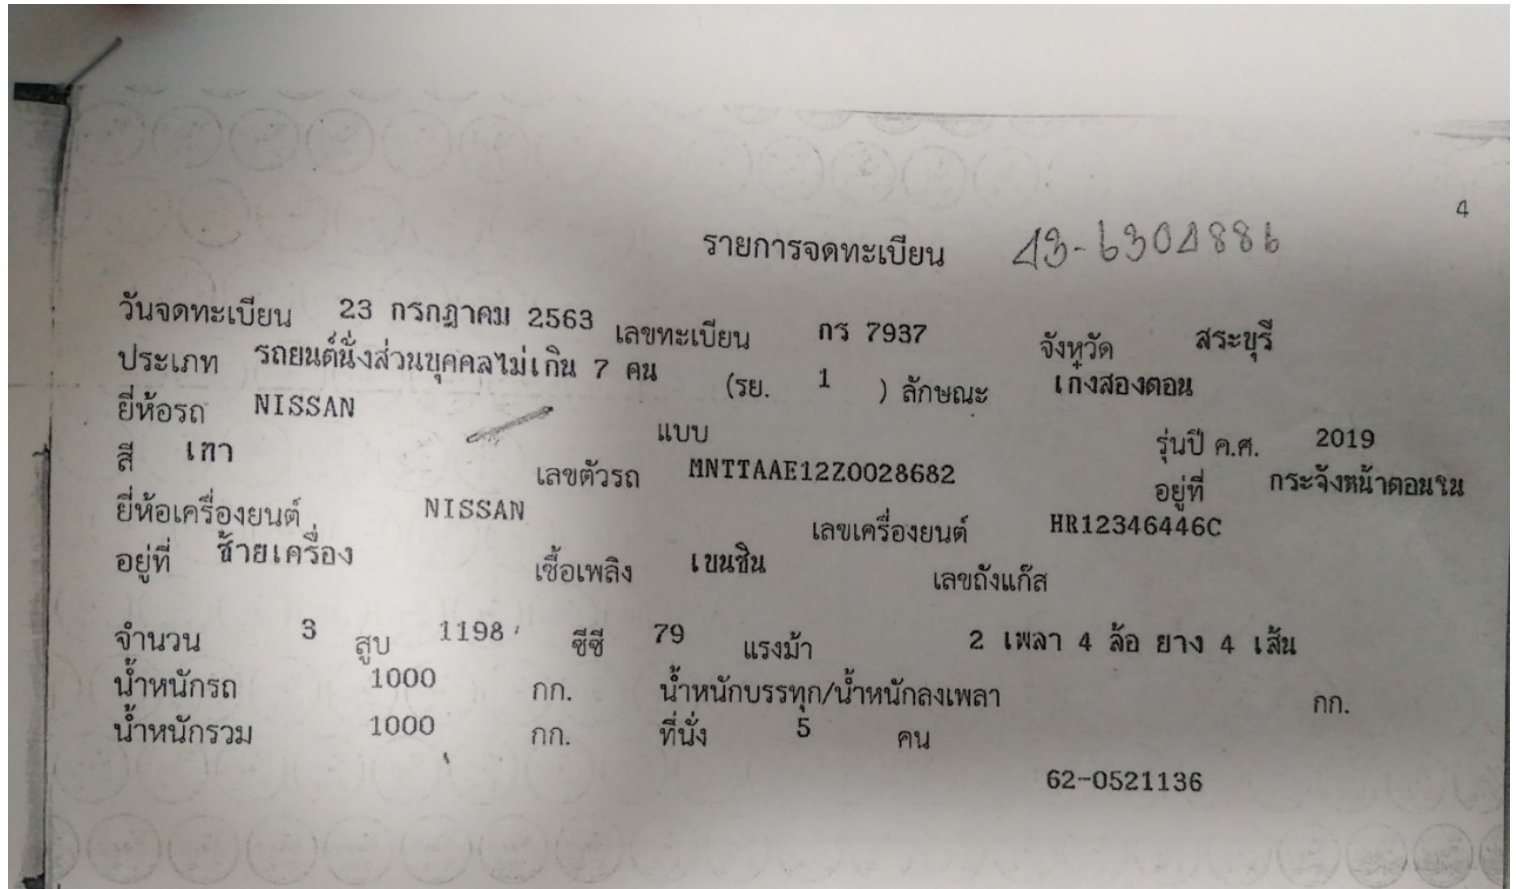 4
รายการจดทะเบียน 43-6304886
วันจดทะเบียน 23 กรกฎาคม 2563 เลขทะเบียน กร 7937 จังหวัด สระบุรี
ประเภท รถยนต์นั่งส่วนบุคคลไม่เกิน 7 คน (รย. 1 ) ลักษณะ เก๋งสองตอน
ยี่ห้อรถ NISSAN แบบ รุ่นปี ค.ศ. 2019
สี เทา เลขตัวรถ MNTTAAE12Z0028682 อยู่ที่ กระจังหน้าตอนใน
ยี่ห้อเครื่องยนต์ NISSAN เลขเครื่องยนต์ HR12346446C
อยู่ที่ ซ้ายเครื่อง เชื้อเพลิง เบนซิน เลขถังแก๊ส
จำนวน 3 สูบ 1198 ซีซี 79 แรงม้า 2 เพลา 4 ล้อ ยาง 4 เส้น
น้ำหนักรถ 1000 กก. น้ำหนักบรรทุก/น้ำหนักลงเพลา กก.
น้ำหนักรวม 1000 กก. ที่นั่ง 5 คน
62-0521136